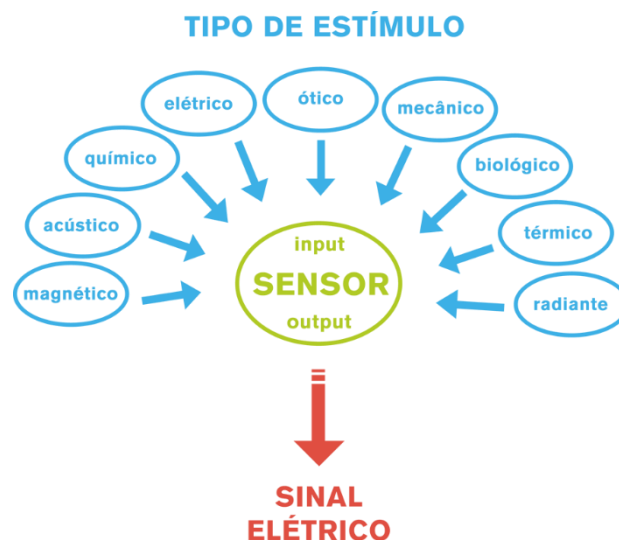 TIPO DE ESTÍMULO
ótico
elétrico
mecânico
químico
biológico
acústico
térmico
magnético
radiante
input
SENSOR
output
SINAL
ELÉTRICO